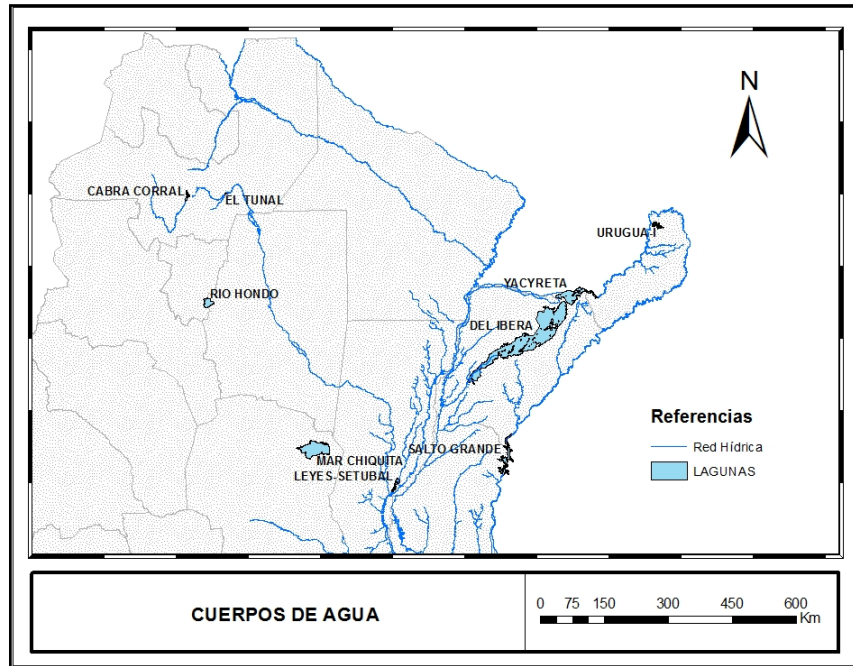 N
CABRA CORRAL
EL TUNAL
URUGUA-I
YACYRETA
RIO HONDO
DEL IBERA
Referencias
Red Hídrica
LAGUNAS
SALTO GRANDE
MAR CHIQUITA
LEYES-SETUBAL
CUERPOS DE AGUA
0 75 150 300 450 600
Km